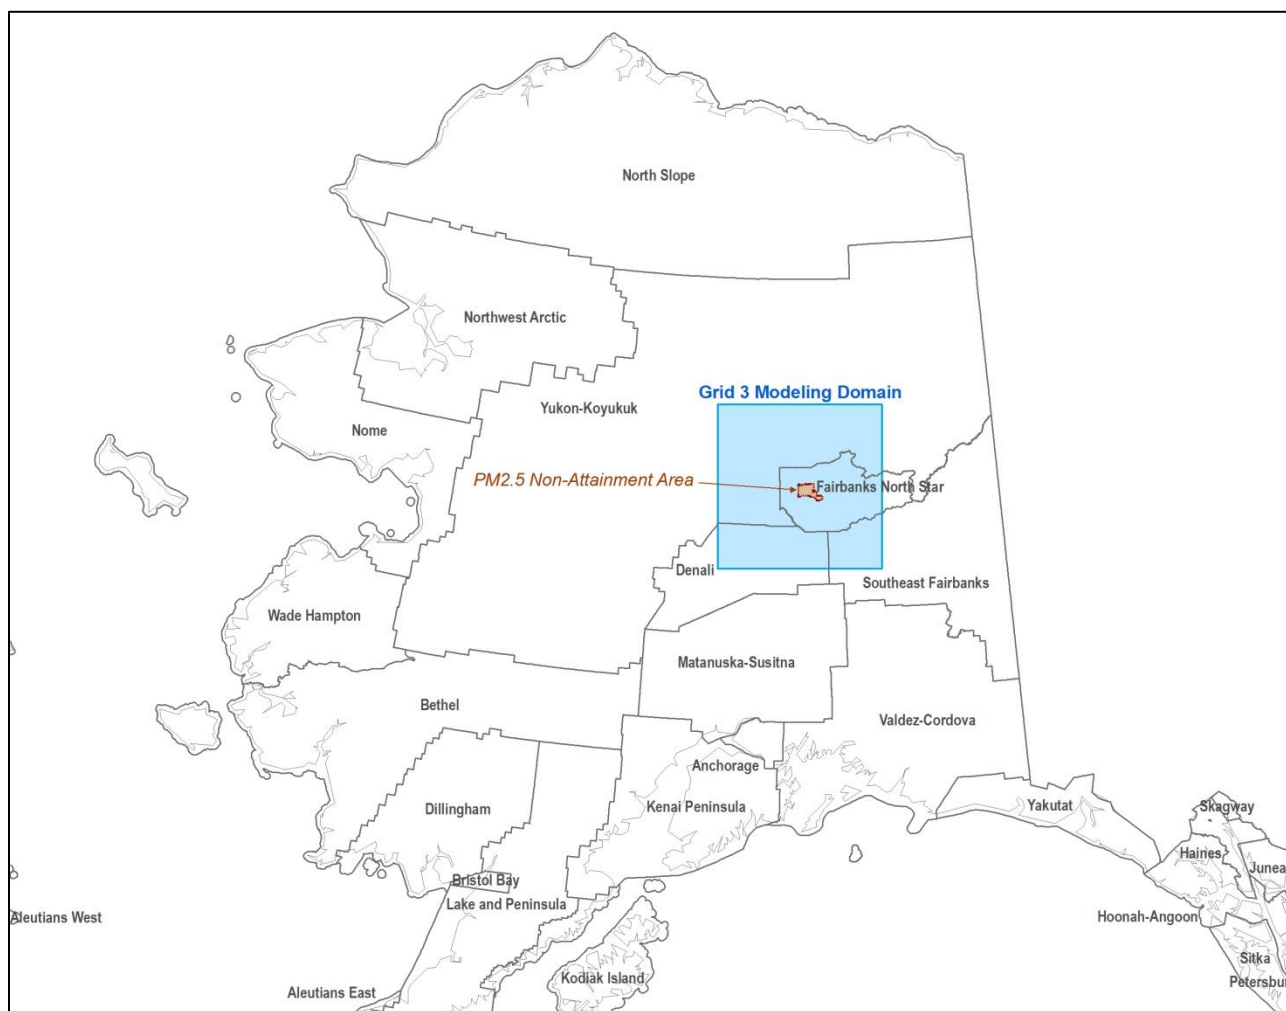 North Slope
Northwest Arctic
Grid 3 Modeling Domain
Yukon-Koyukuk
Nome
PM2.5 Non-Attainment Area
Fairbanks North Star
Denali
Southeast Fairbanks
Wade Hampton
Matanuska-Susitna
Bethel
Valdez-Cordova
Anchorage
Kenai Peninsula
Yakutat
Skagway
Dillingham
Haines
Junea
Bristol Bay
Lake and Peninsula
Aleutians West
Hoonah-Angoon
Sitka
Kodiak Island
Petersbur
Aleutians East